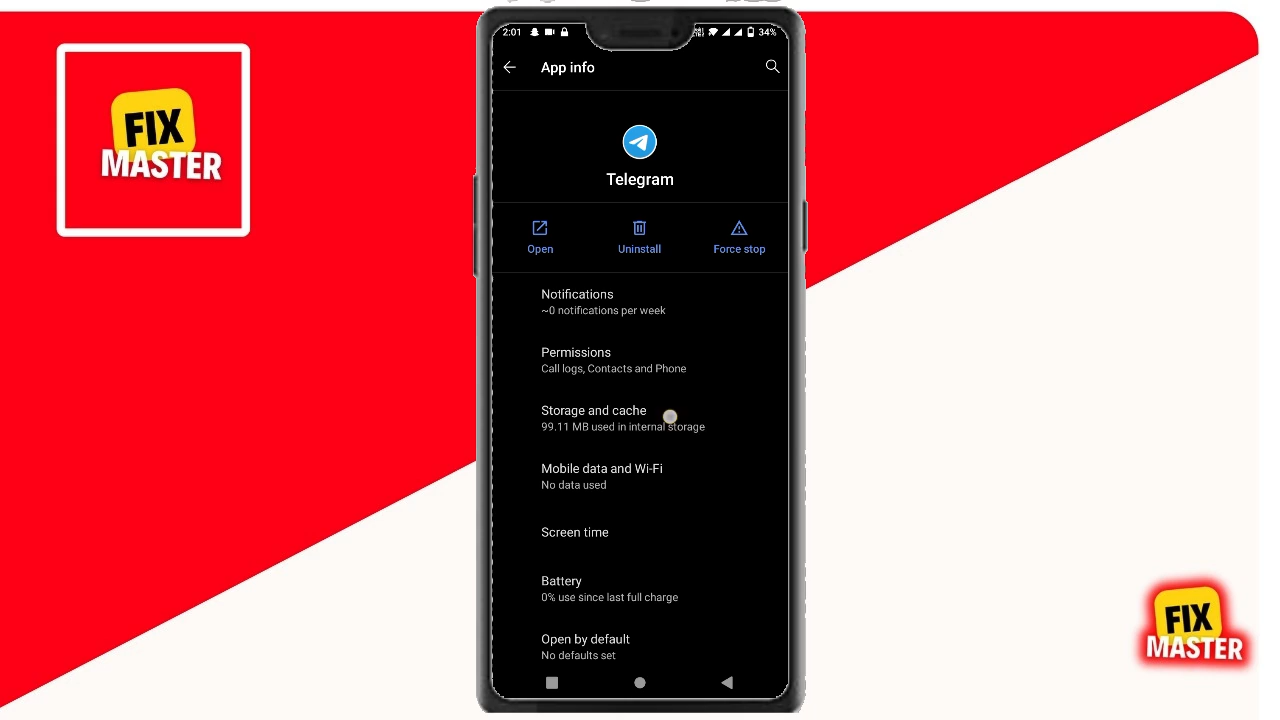 FIX
MASTER
2:01
34%
App info
Telegram
Open
Uninstall
Force stop
Notifications
~0 notifications per week
Permissions
Call logs, Contacts and Phone
Storage and cache
99.11 MB used in internal storage
Mobile data and Wi-Fi
No data used
Screen time
Battery
0% use since last full charge
Open by default
No defaults set
FIX
MASTER